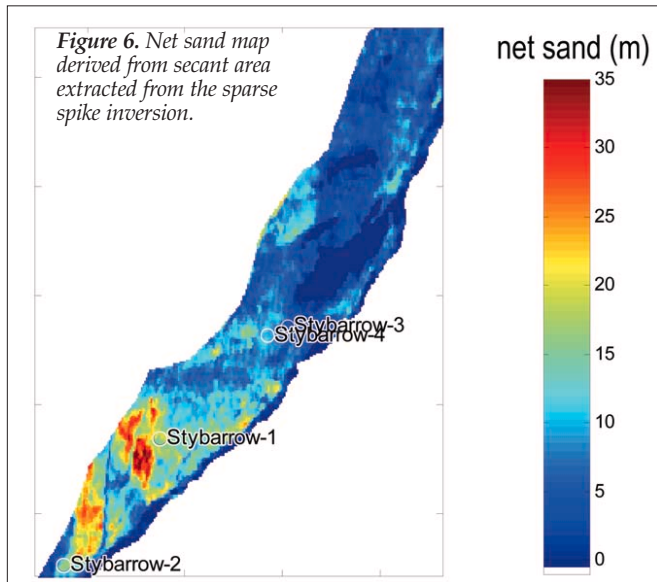 Figure 6. Net sand map
derived from secant area
extracted from the sparse
spike inversion.
net sand (m)
35
30
25
20
15
10
5
0
Stybarrow-3
Stybarrow-4
Stybarrow-1
Stybarrow-2